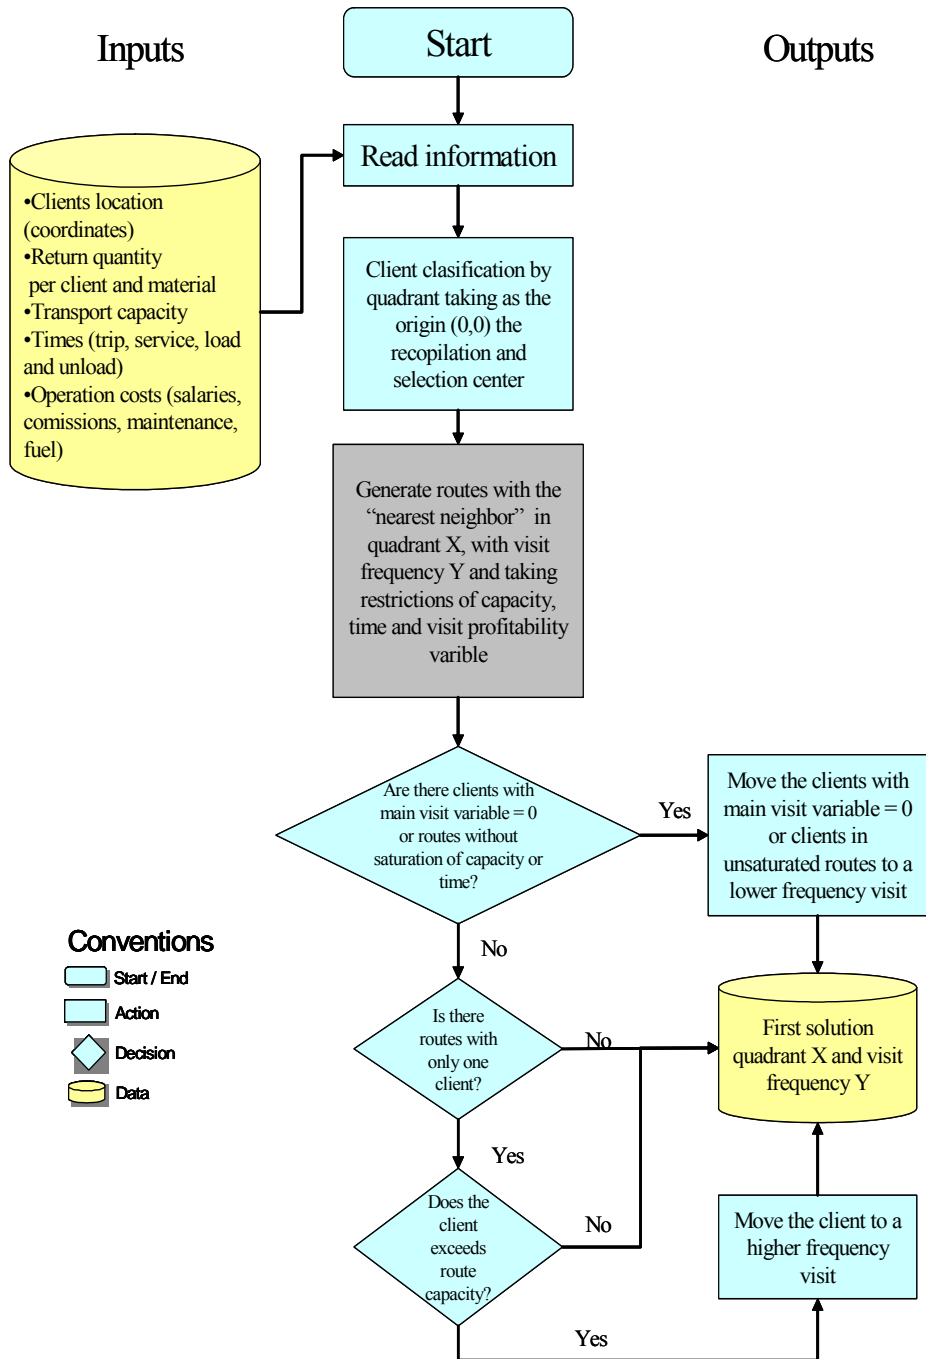 Inputs
Start
Outputs
Read information
•Clients location
(coordinates)
•Return quantity
per client and material
•Transport capacity
•Times (trip, service, load
and unload)
•Operation costs (salaries,
comissions, maintenance,
fuel)
Client clasification by
quadrant taking as the
origin (0,0) the
recopilation and
selection center
Generate routes with the
“nearest neighbor” in
quadrant X, with visit
frequency Y and taking
restrictions of capacity,
time and visit profitability
varible
Are there clients with
main visit variable = 0
or routes without
saturation of capacity or
time?
Yes
Move the clients with
main visit variable = 0
or clients in
unsaturated routes to a
lower frequency visit
No
Conventions
Start / End
Action
Decision
Data
Is there
routes with
only one
client?
No
First solution
quadrant X and visit
frequency Y
Yes
Does the
client
exceeds
route
capacity?
No
Move the client to a
higher frequency
visit
Yes